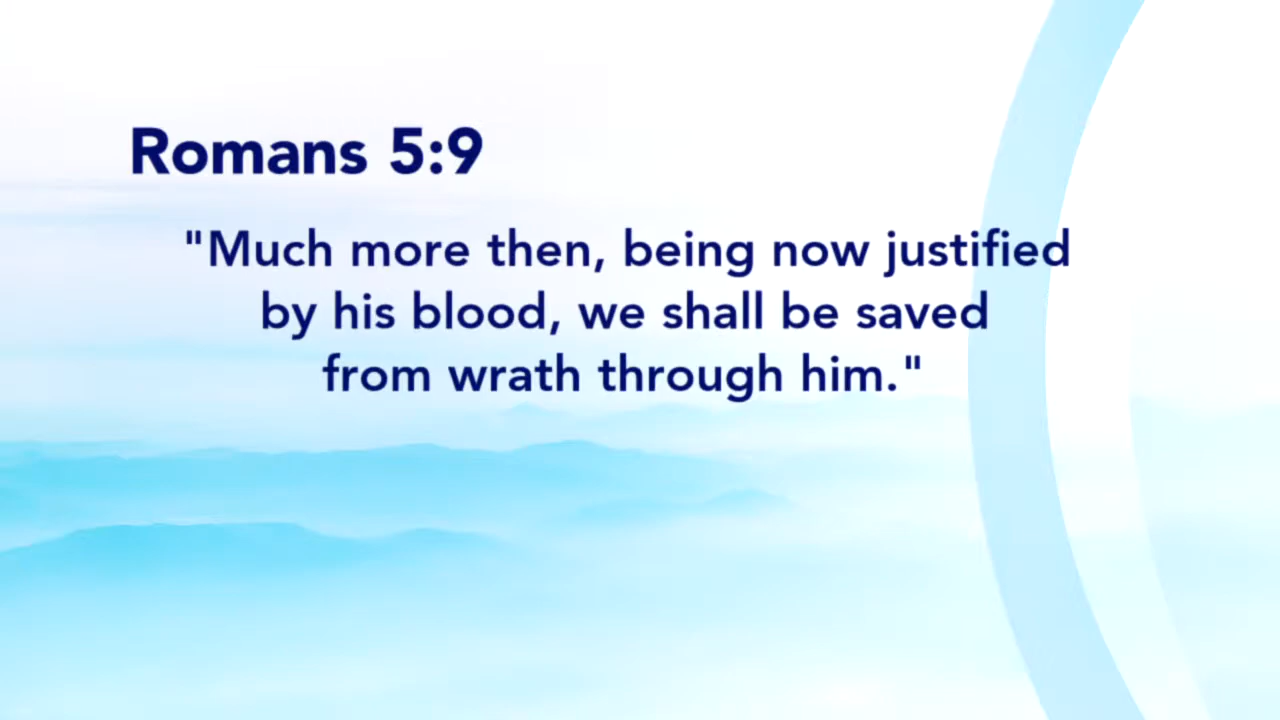 Romans 5:9
"Much more then, being now justified
by his blood, we shall be saved
from wrath through him."